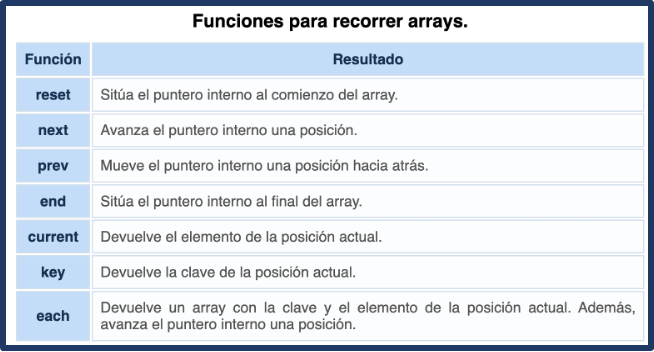 Funciones para recorrer arrays.
Función Resultado
reset Sitúa el puntero interno al comienzo del array.
next Avanza el puntero interno una posición.
prev Mueve el puntero interno una posición hacia atrás.
end Sitúa el puntero interno al final del array.
current Devuelve el elemento de la posición actual.
key Devuelve la clave de la posición actual.
each Devuelve un array con la clave y el elemento de la posición actual. Además,
avanza el puntero interno una posición.